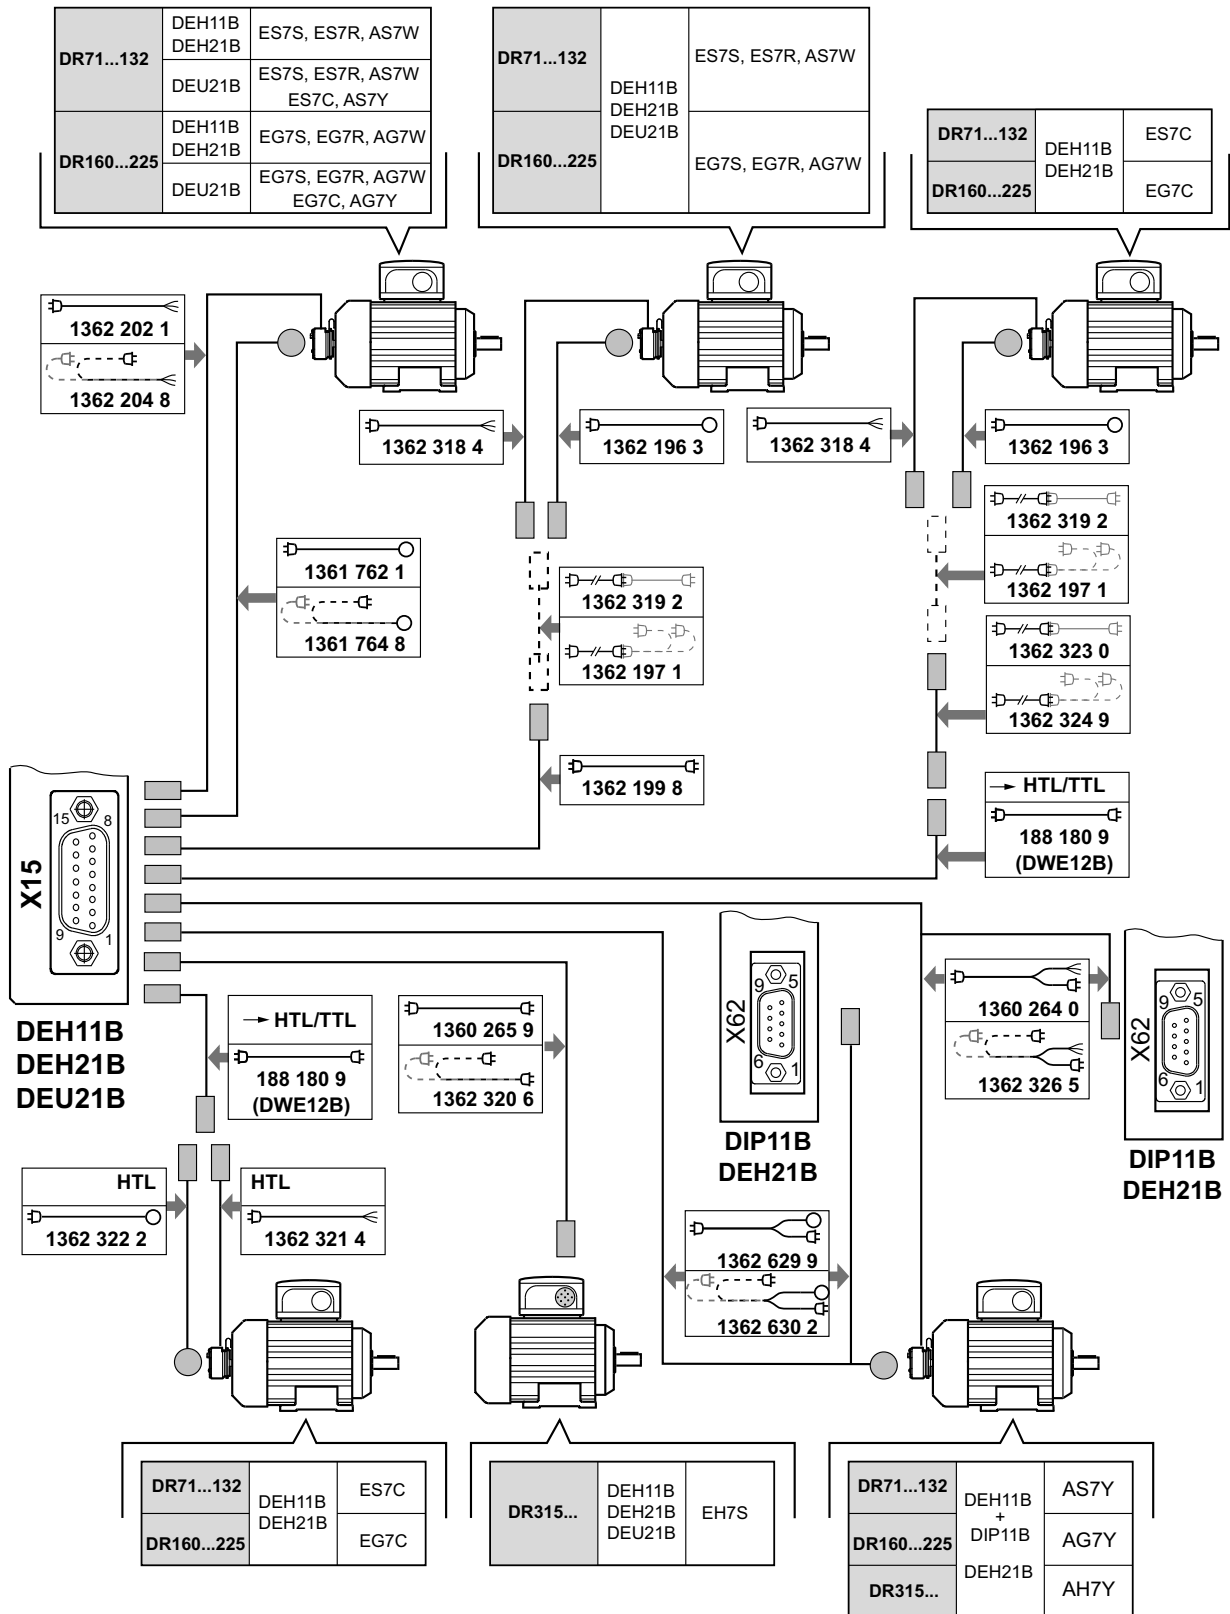 DR71...132
DEH11B
DEH21B
ES7S, ES7R, AS7W
DEU21B
ES7S, ES7R, AS7W
ES7C, AS7Y
DR160...225
DEH11B
DEH21B
EG7S, EG7R, AG7W
DEU21B
EG7S, EG7R, AG7W
EG7C, AG7Y
DR71...132
DR160...225
DEH11B
DEH21B
DEU21B
ES7S, ES7R, AS7W
EG7S, EG7R, AG7W
DR71...132
DR160...225
DEH11B
DEH21B
ES7C
EG7C
1362 202 1
1362 204 8
1362 318 4
1362 196 3
1362 318 4
1362 196 3
1361 762 1
1361 764 8
1362 319 2
1362 197 1
1362 319 2
1362 197 1
1362 323 0
1362 324 9
1362 199 8
→ HTL/TTL
188 180 9
(DWE12B)
X15
15
8
9
1
DEH11B
DEH21B
DEU21B
→ HTL/TTL
188 180 9
(DWE12B)
1360 265 9
1362 320 6
X62
9
5
6
1
DIP11B
DEH21B
1360 264 0
1362 326 5
X62
9
5
6
1
DIP11B
DEH21B
HTL
1362 322 2
HTL
1362 321 4
1362 629 9
1362 630 2
DR71...132
DR160...225
DEH11B
DEH21B
ES7C
EG7C
DR315...
DEH11B
DEH21B
DEU21B
EH7S
DR71...132
DR160...225
DR315...
DEH11B
+
DIP11B
DEH21B
AS7Y
AG7Y
AH7Y